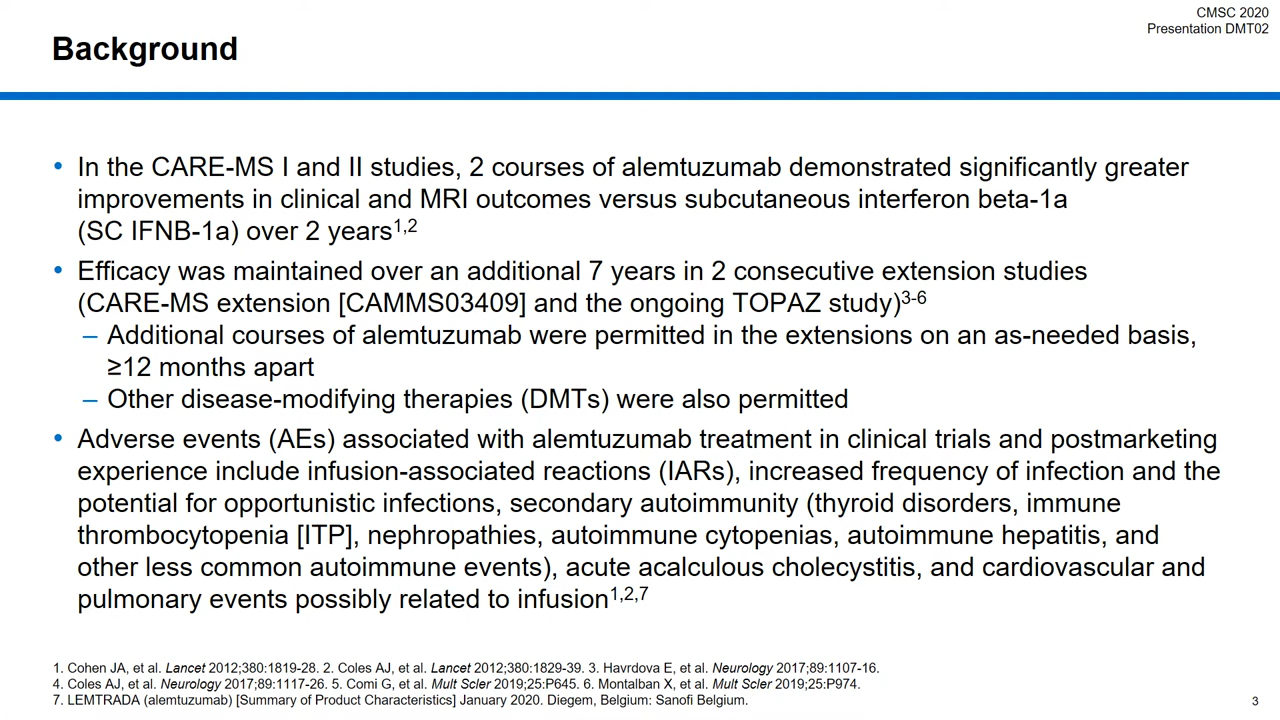 CMSC 2020
Presentation DMT02
Background
• In the CARE-MS I and II studies, 2 courses of alemtuzumab demonstrated significantly greater
improvements in clinical and MRI outcomes versus subcutaneous interferon beta-1a
(SC IFNB-1a) over 2 years1,2
• Efficacy was maintained over an additional 7 years in 2 consecutive extension studies
(CARE-MS extension [CAMMS03409] and the ongoing TOPAZ study)3-6
– Additional courses of alemtuzumab were permitted in the extensions on an as-needed basis,
≥12 months apart
– Other disease-modifying therapies (DMTs) were also permitted
• Adverse events (AEs) associated with alemtuzumab treatment in clinical trials and postmarketing
experience include infusion-associated reactions (IARs), increased frequency of infection and the
potential for opportunistic infections, secondary autoimmunity (thyroid disorders, immune
thrombocytopenia [ITP], nephropathies, autoimmune cytopenias, autoimmune hepatitis, and
other less common autoimmune events), acute acalculous cholecystitis, and cardiovascular and
pulmonary events possibly related to infusion1,2,7
1. Cohen JA, et al. Lancet 2012;380:1819-28. 2. Coles AJ, et al. Lancet 2012;380:1829-39. 3. Havrdova E, et al. Neurology 2017;89:1107-16.
4. Coles AJ, et al. Neurology 2017;89:1117-26. 5. Comi G, et al. Mult Scler 2019;25:P645. 6. Montalban X, et al. Mult Scler 2019;25:P974.
7. LEMTRADA (alemtuzumab) [Summary of Product Characteristics] January 2020. Diegem, Belgium: Sanofi Belgium.
3